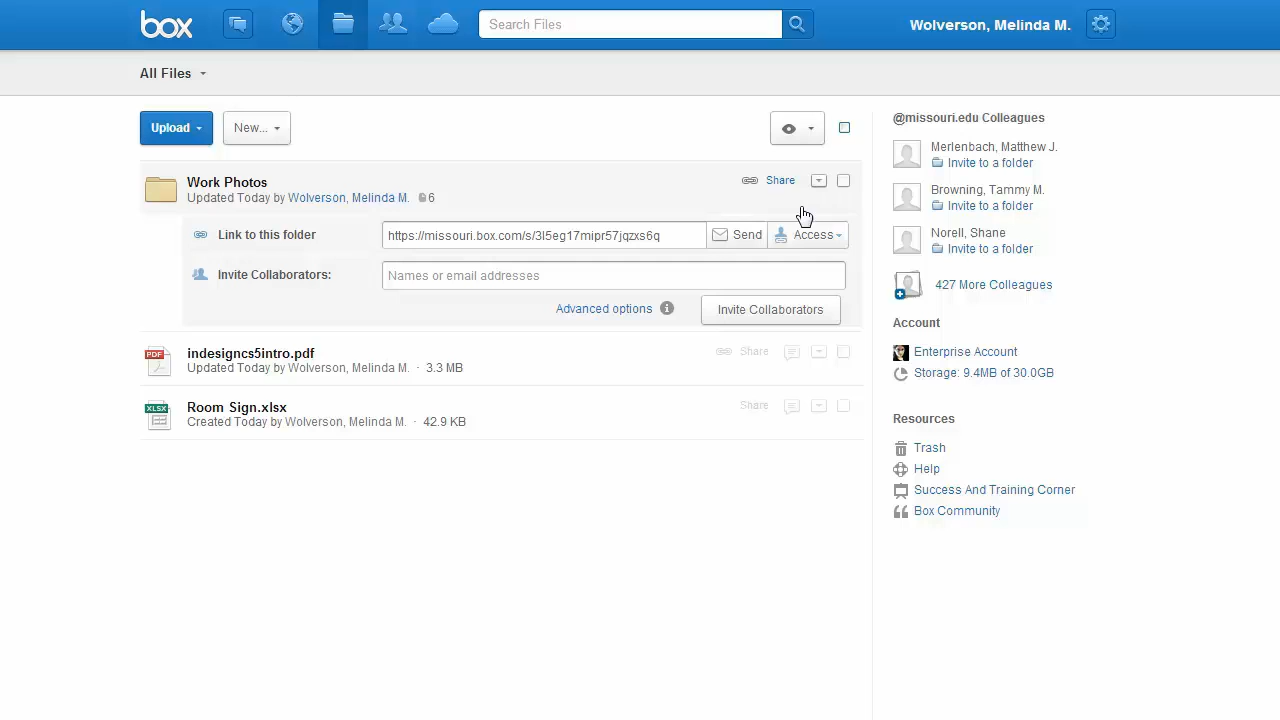 box
Search Files
Wolverson, Melinda M.
All Files
Upload
New...
@missouri.edu Colleagues
Merlenbach, Matthew J.
Invite to a folder
Browning, Tammy M.
Invite to a folder
Norell, Shane
Invite to a folder
427 More Colleagues
Account
Enterprise Account
Storage: 9.4MB of 30.0GB
Resources
Trash
Help
Success And Training Corner
Box Community
Work Photos
Updated Today by Wolverson, Melinda M. 6
Share
Link to this folder
https://missouri.box.com/s/3l5eg17mipr57jqzxs6q
Send
Access
Invite Collaborators:
Names or email addresses
Advanced options
Invite Collaborators
PDF
indesigncs5intro.pdf
Updated Today by Wolverson, Melinda M. · 3.3 MB
Share
XLSX
Room Sign.xlsx
Created Today by Wolverson, Melinda M. · 42.9 KB
Share